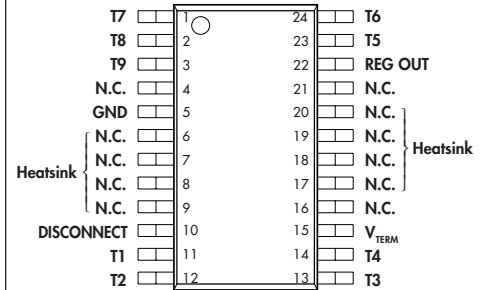 T7 1 24 T6
T8 2 23 T5
T9 3 22 REG OUT
N.C. 4 21 N.C.
GND 5 20 N.C.
N.C. 6 19 N.C.
N.C. 7 18 N.C.
Heatsink
Heatsink
N.C. 8 17 N.C.
N.C. 9 16 N.C.
DISCONNECT 10 15 VTERM
T1 11 14 T4
T2 12 13 T3